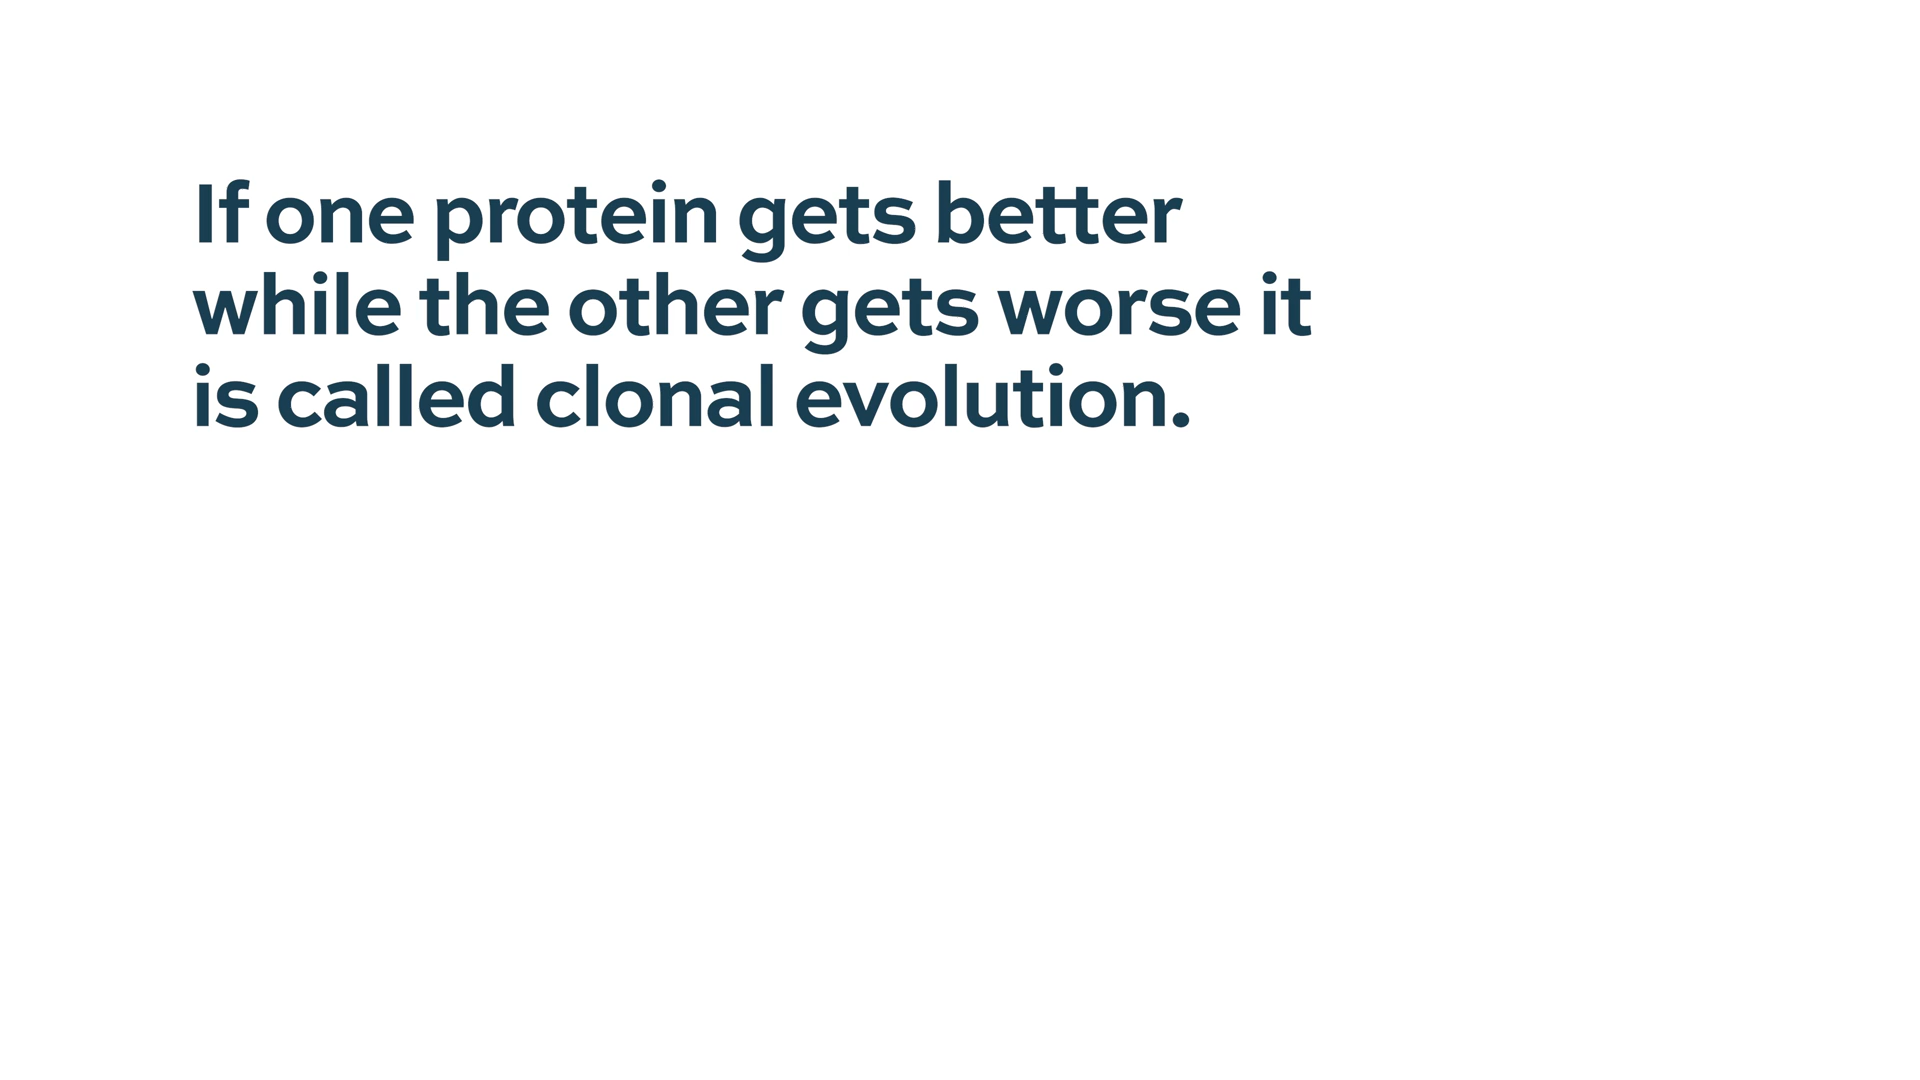 If one protein gets better
while the other gets worse it
is called clonal evolution.